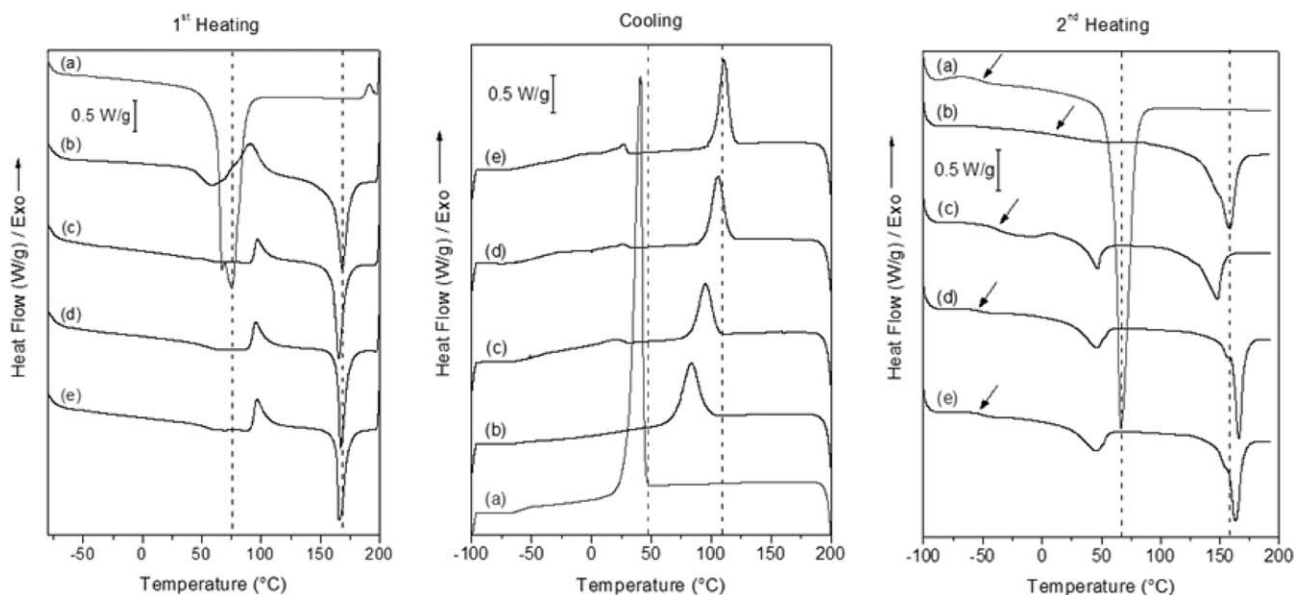 1st Heating
(a)
0.5 W/g
(b)
(c)
(d)
(e)
Heat Flow (W/g) / Exo
-50 0 50 100 150 200
Temperature (°C)
Cooling
0.5 W/g
(e)
(d)
(c)
(b)
(a)
Heat Flow (W/g) / Exo
-100 -50 0 50 100 150 200
Temperature (°C)
2nd Heating
(a)
(b)
0.5 W/g
(c)
(d)
(e)
Heat Flow (W/g) / Exo
-100 -50 0 50 100 150 200
Temperature (°C)